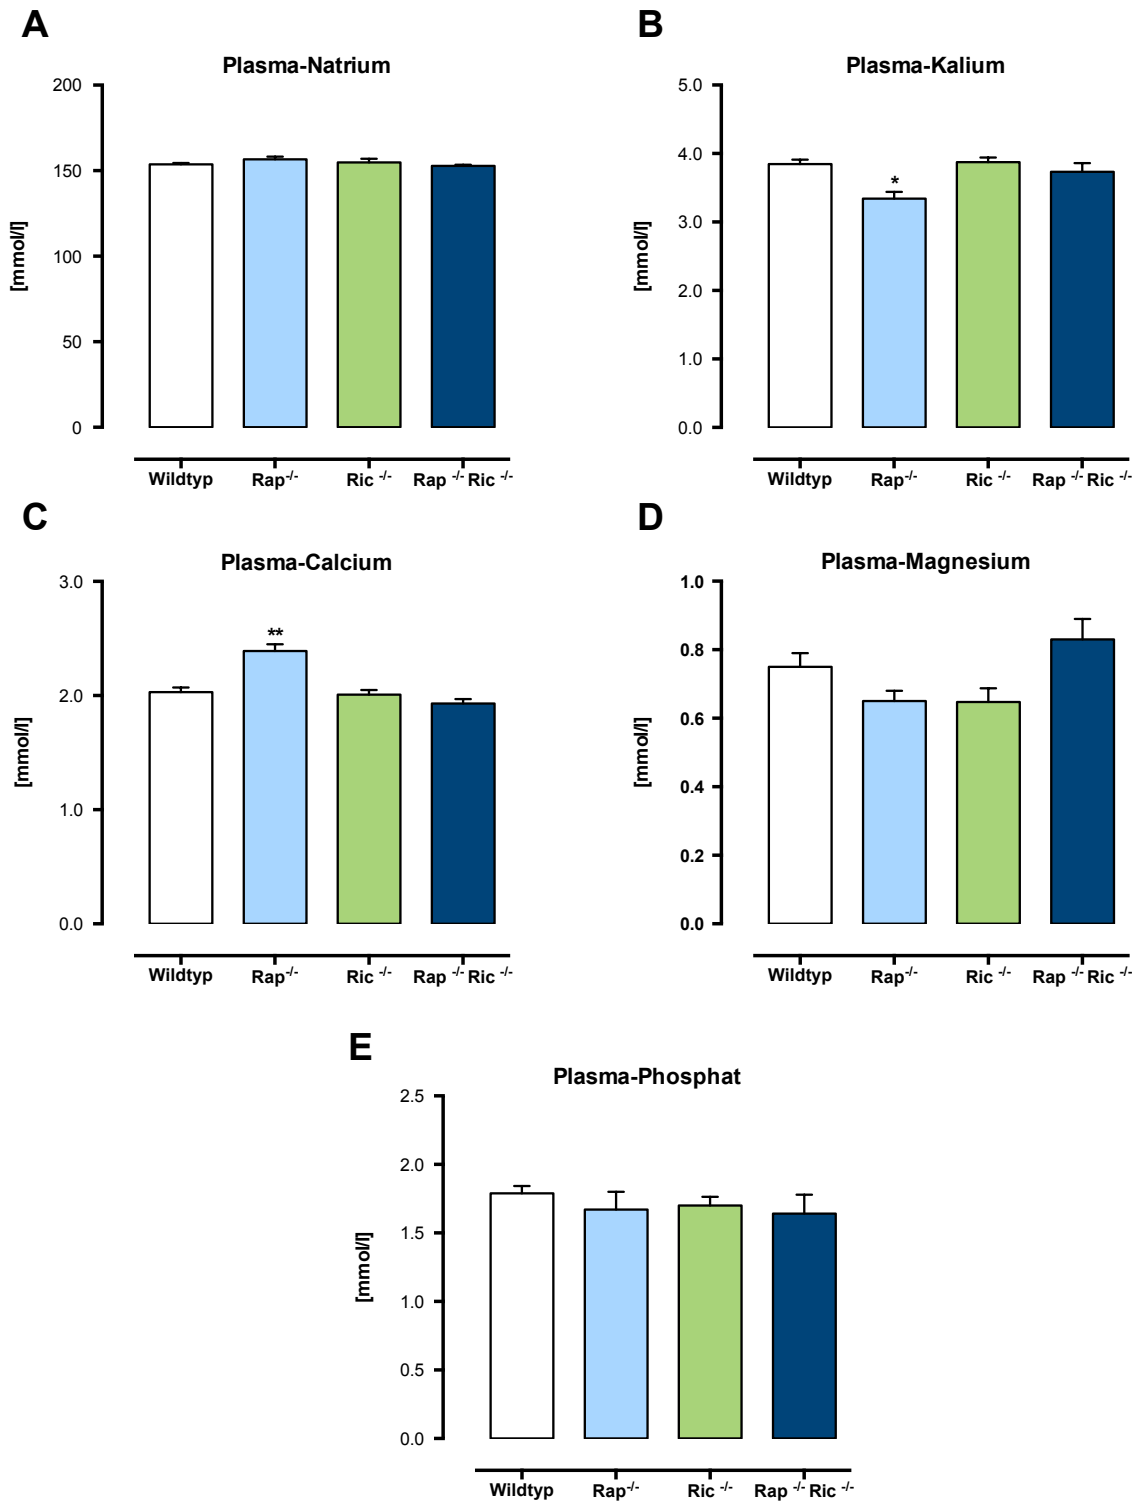 A
Plasma-Natrium
200
150
100
50
0
[mmol/l]
Wildtyp Rap-/- Ric -/- Rap -/- Ric -/-
B
Plasma-Kalium
5.0
4.0
3.0
2.0
1.0
0.0
[mmol/l]
*
Wildtyp Rap-/- Ric -/- Rap -/- Ric -/-
C
Plasma-Calcium
3.0
2.0
1.0
0.0
[mmol/l]
**
Wildtyp Rap-/- Ric -/- Rap -/- Ric -/-
D
Plasma-Magnesium
1.0
0.8
0.6
0.4
0.2
0.0
[mmol/l]
Wildtyp Rap-/- Ric -/- Rap -/- Ric -/-
E
Plasma-Phosphat
2.5
2.0
1.5
1.0
0.5
0.0
[mmol/l]
Wildtyp Rap-/- Ric -/- Rap -/- Ric -/-